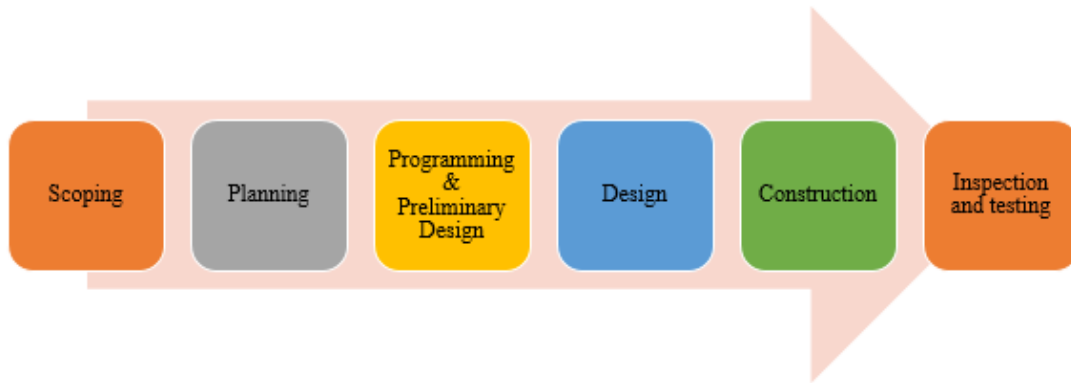 Scoping
Planning
Programming
&
Preliminary
Design
Design
Construction
Inspection
and testing